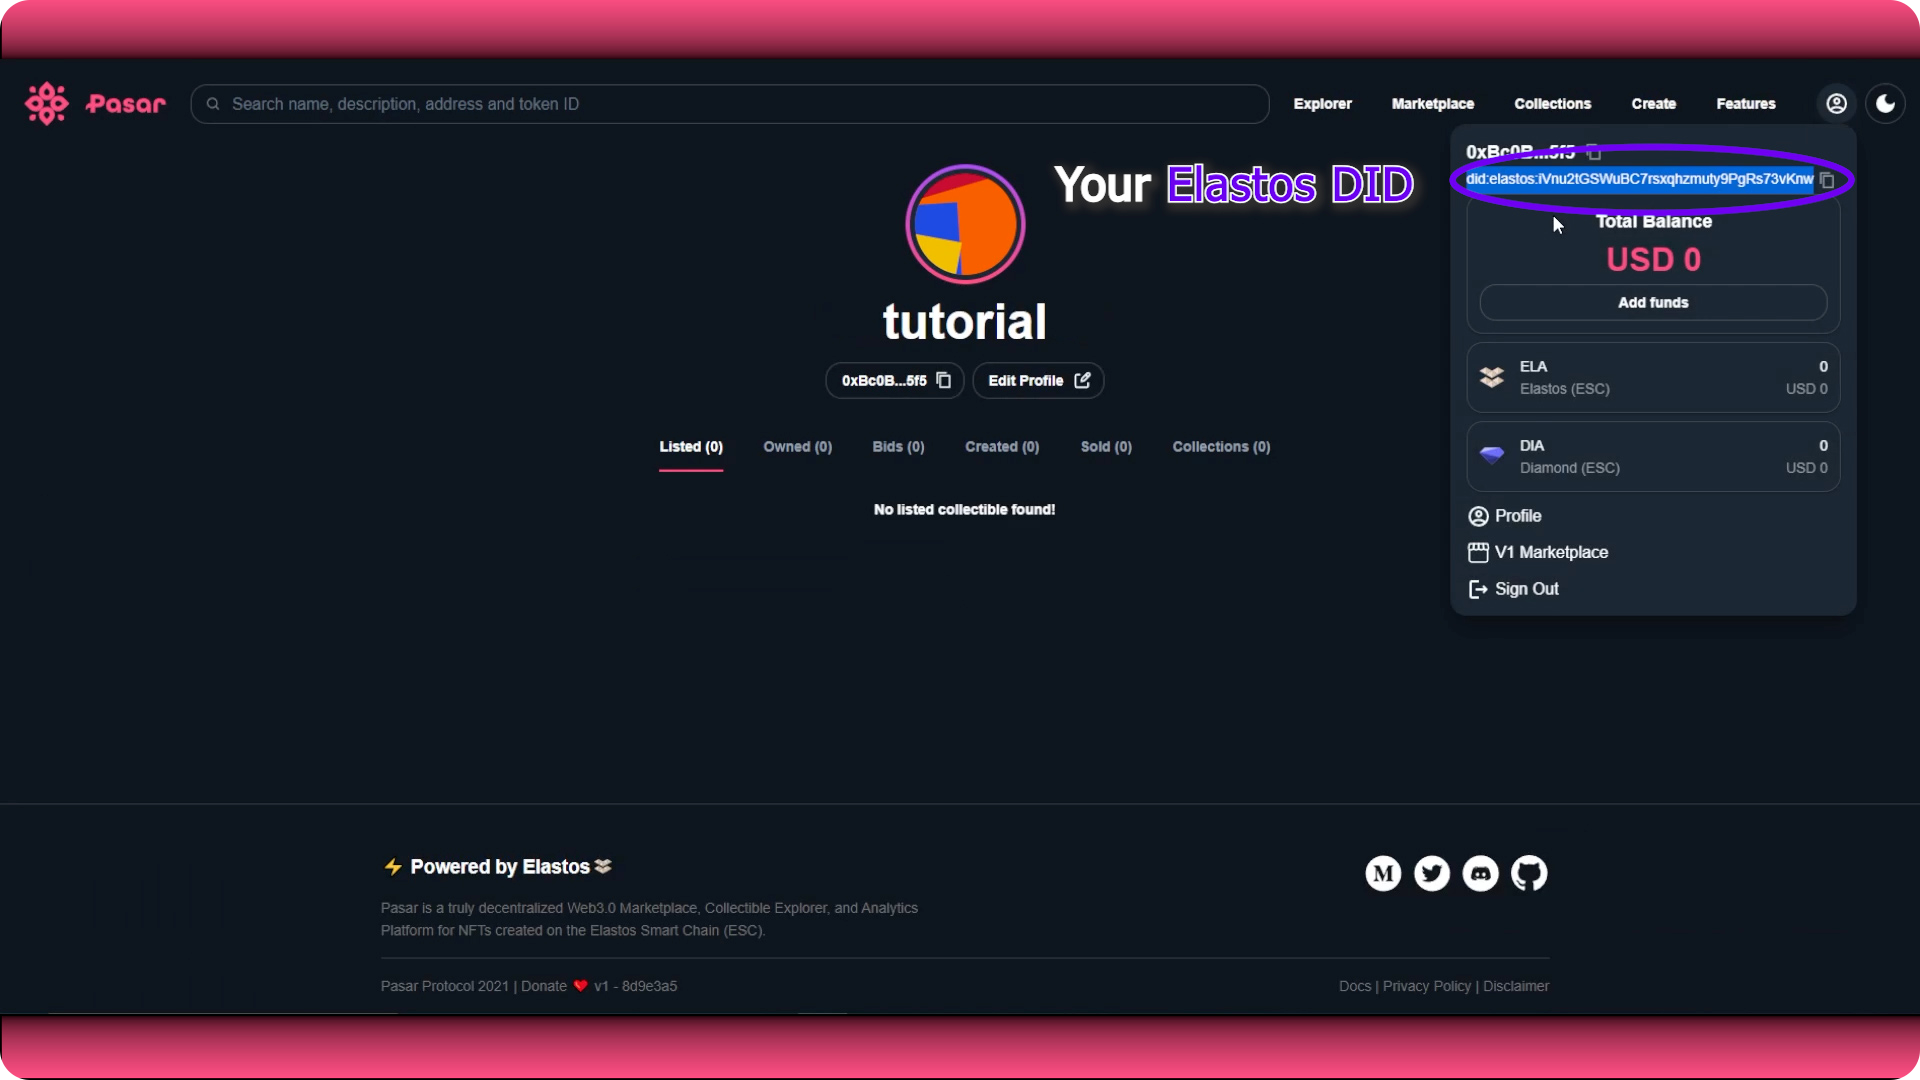 Pasar
Search name, description, address and token ID
Explorer
Marketplace
Collections
Create
Features
Your Elastos DID
0xBc0B...5f5
did:elastos:iVnu2tGSWuBC7rsxqhzmuty9PgRs73vKnw
Total Balance
USD 0
Add funds
ELA
0
Elastos (ESC)
USD 0
DIA
0
Diamond (ESC)
USD 0
Profile
V1 Marketplace
Sign Out
tutorial
0xBc0B...5f5
Edit Profile
Listed (0)
Owned (0)
Bids (0)
Created (0)
Sold (0)
Collections (0)
No listed collectible found!
Powered by Elastos
Pasar is a truly decentralized Web3.0 Marketplace, Collectible Explorer, and Analytics
Platform for NFTs created on the Elastos Smart Chain (ESC).
Pasar Protocol 2021 | Donate ❤ v1 - 8d9e3a5
Docs | Privacy Policy | Disclaimer